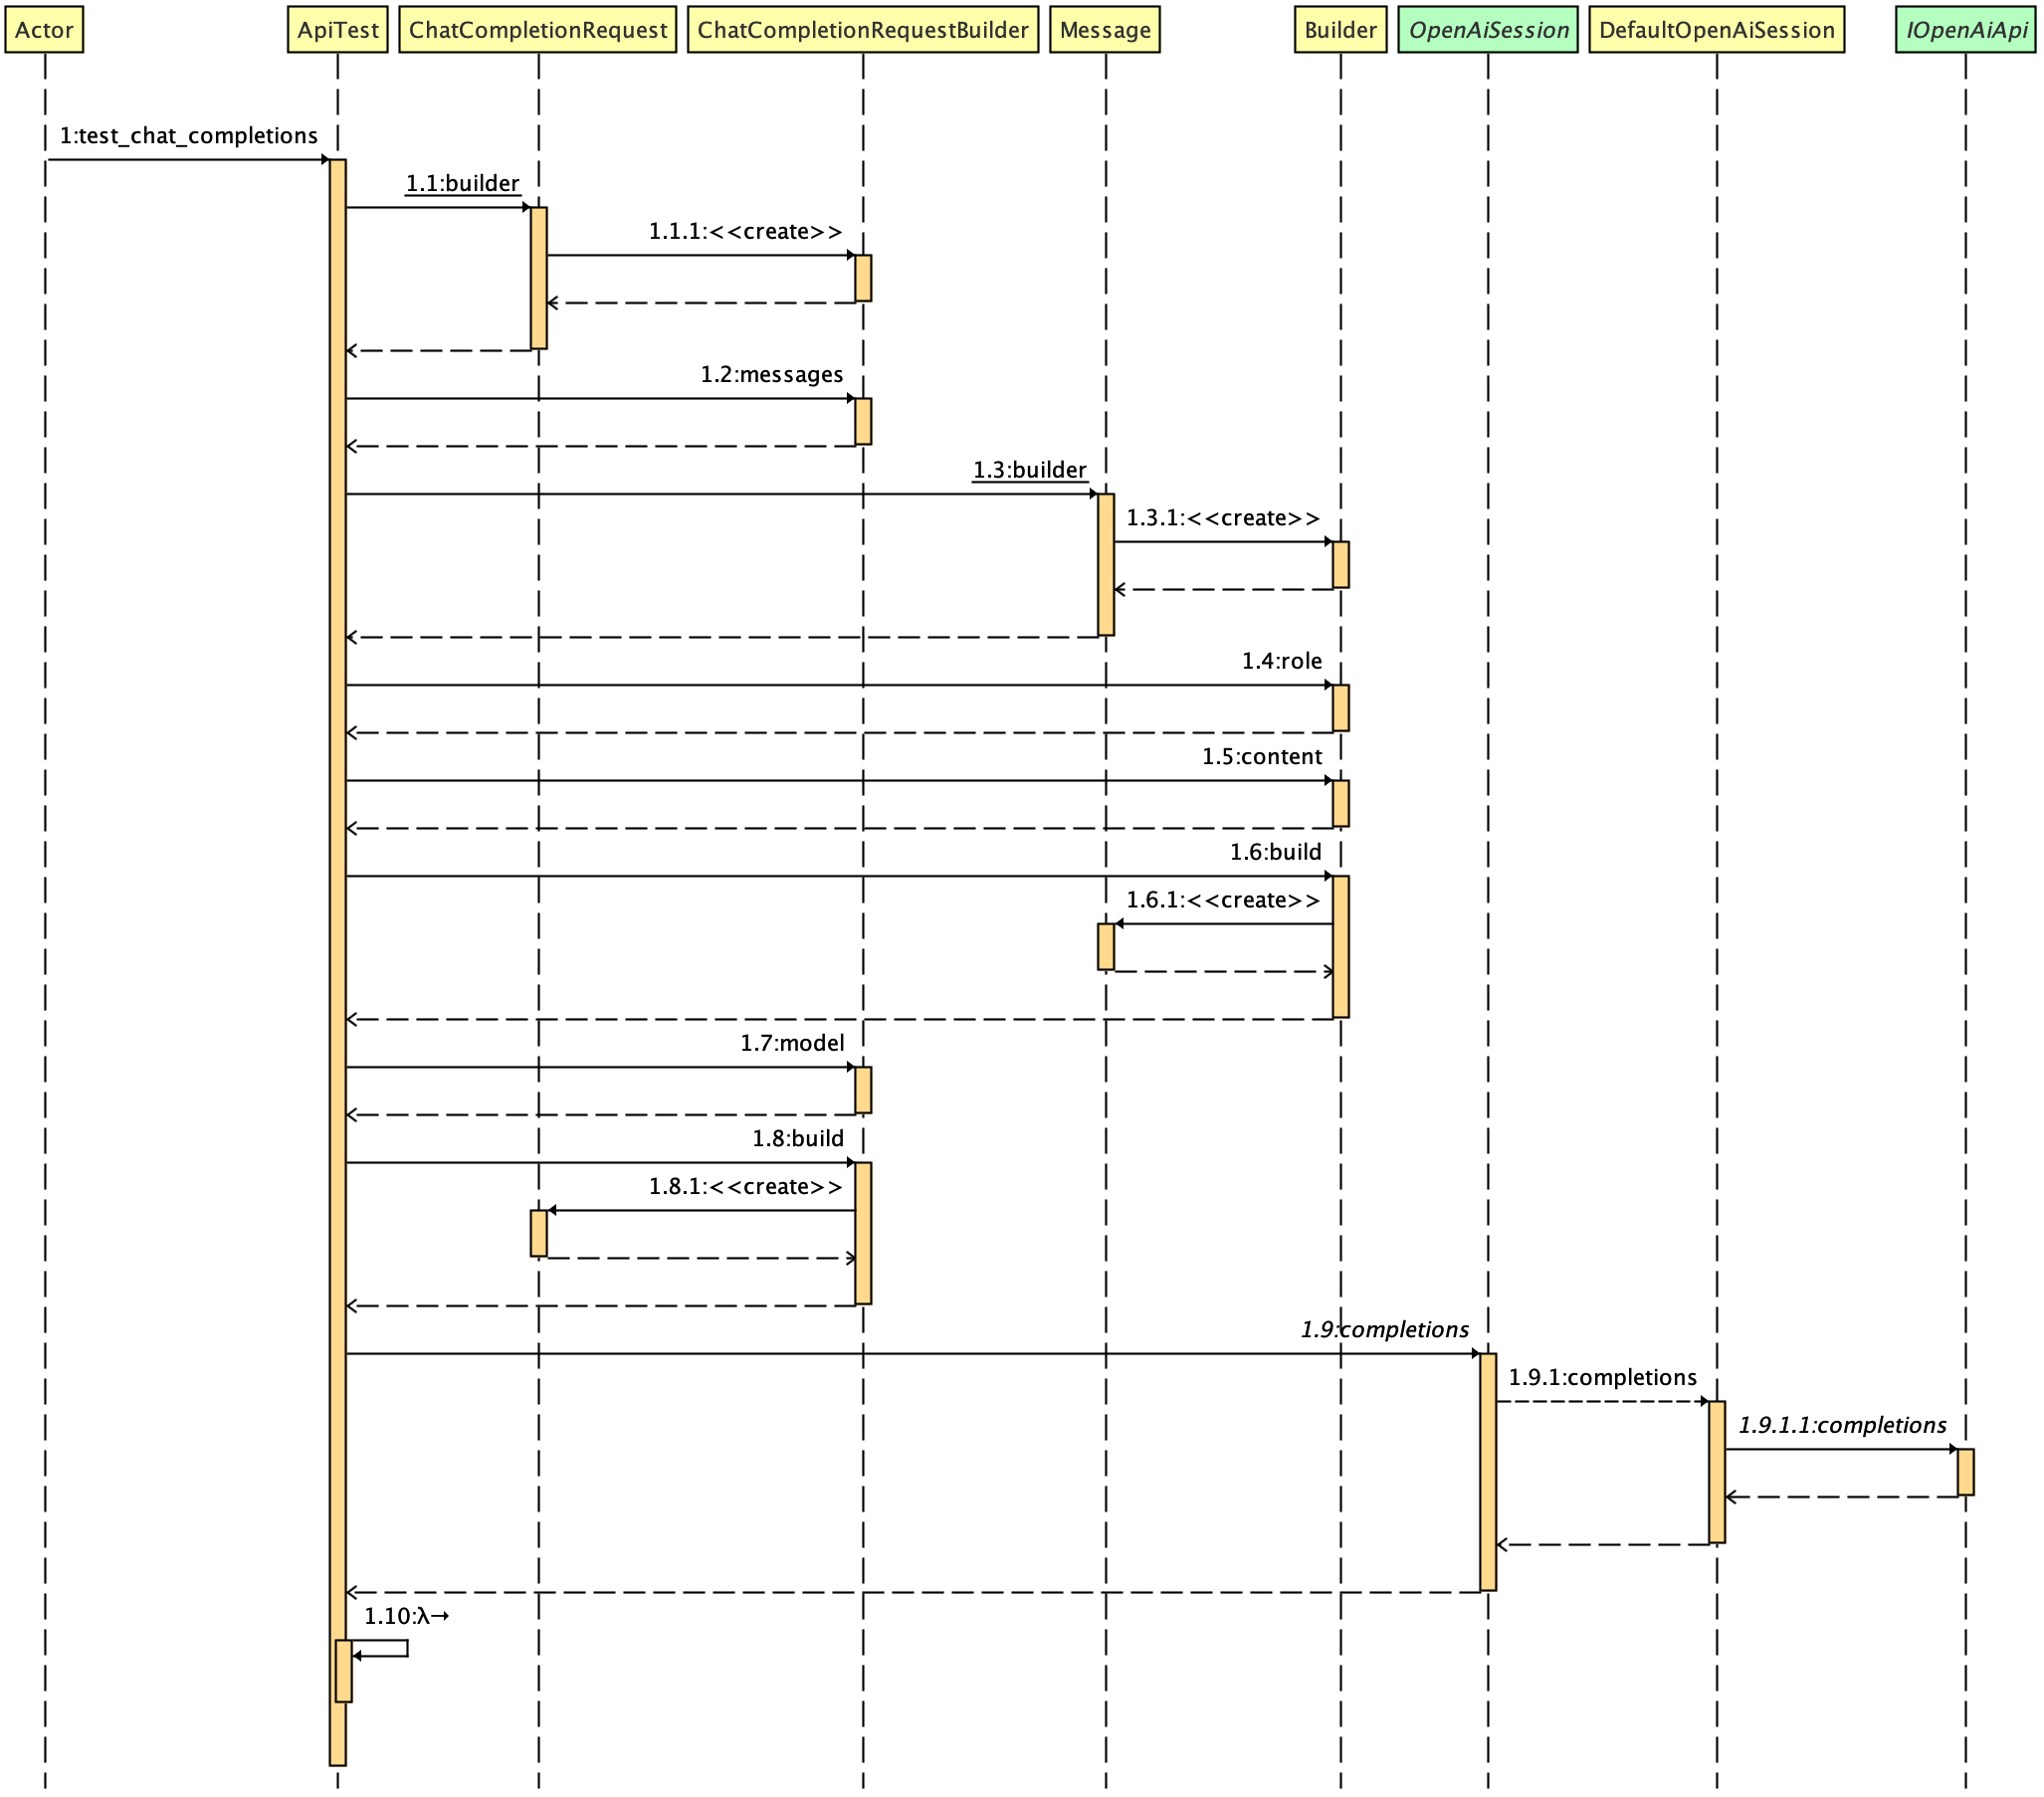 Actor
ApiTest
ChatCompletionRequest
ChatCompletionRequestBuilder
Message
Builder
OpenAiSession
DefaultOpenAiSession
IOpenAiApi
1:test_chat_completions
1.1:builder
1.1.1:<<create>>
1.2:messages
1.3:builder
1.3.1:<<create>>
1.4:role
1.5:content
1.6:build
1.6.1:<<create>>
1.7:model
1.8:build
1.8.1:<<create>>
1.9:completions
1.9.1:completions
1.9.1.1:completions
1.10:λ→